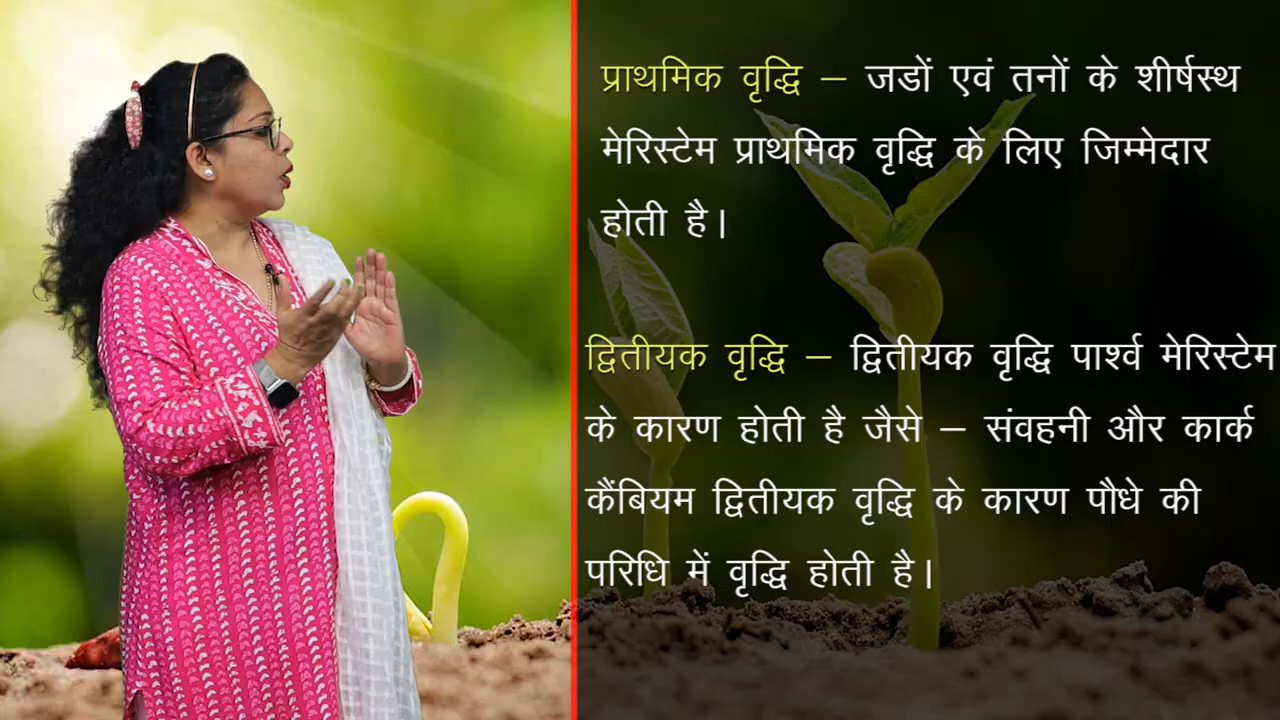 प्राथमिक वृद्धि – जडों एवं तनों के शीर्षस्थ
मेरिस्टेम प्राथमिक वृद्धि के लिए जिम्मेदार
होती है।
द्वितीयक वृद्धि – द्वितीयक वृद्धि पार्श्व मेरिस्टेम
के कारण होती है जैसे – संवहनी और कार्क
कैंबियम द्वितीयक वृद्धि के कारण पौधे की
परिधि में वृद्धि होती है।